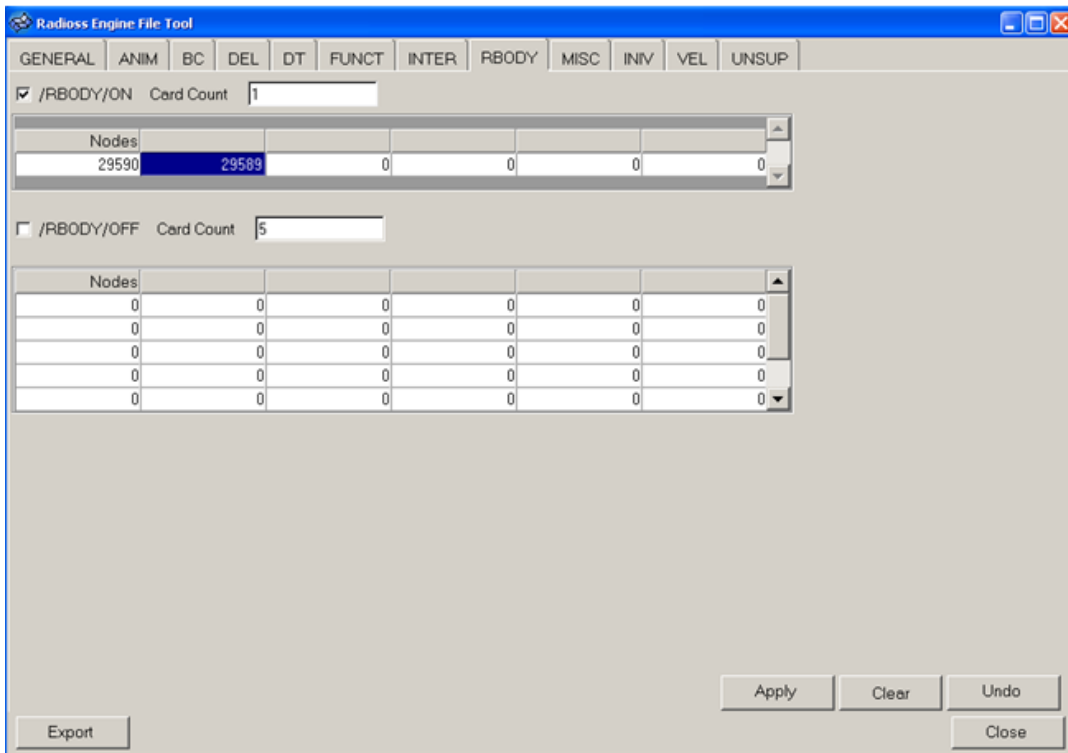 Radioss Engine File Tool
GENERAL ANIM BC DEL DT FUNCT INTER RBODY MISC INIV VEL UNSUP
/RBODY/ON Card Count 1
Nodes
29590 29589 0 0 0 0
/RBODY/OFF Card Count 5
Nodes
0 0 0 0 0 0
0 0 0 0 0 0
0 0 0 0 0 0
0 0 0 0 0 0
0 0 0 0 0 0
Apply Clear Undo
Export Close